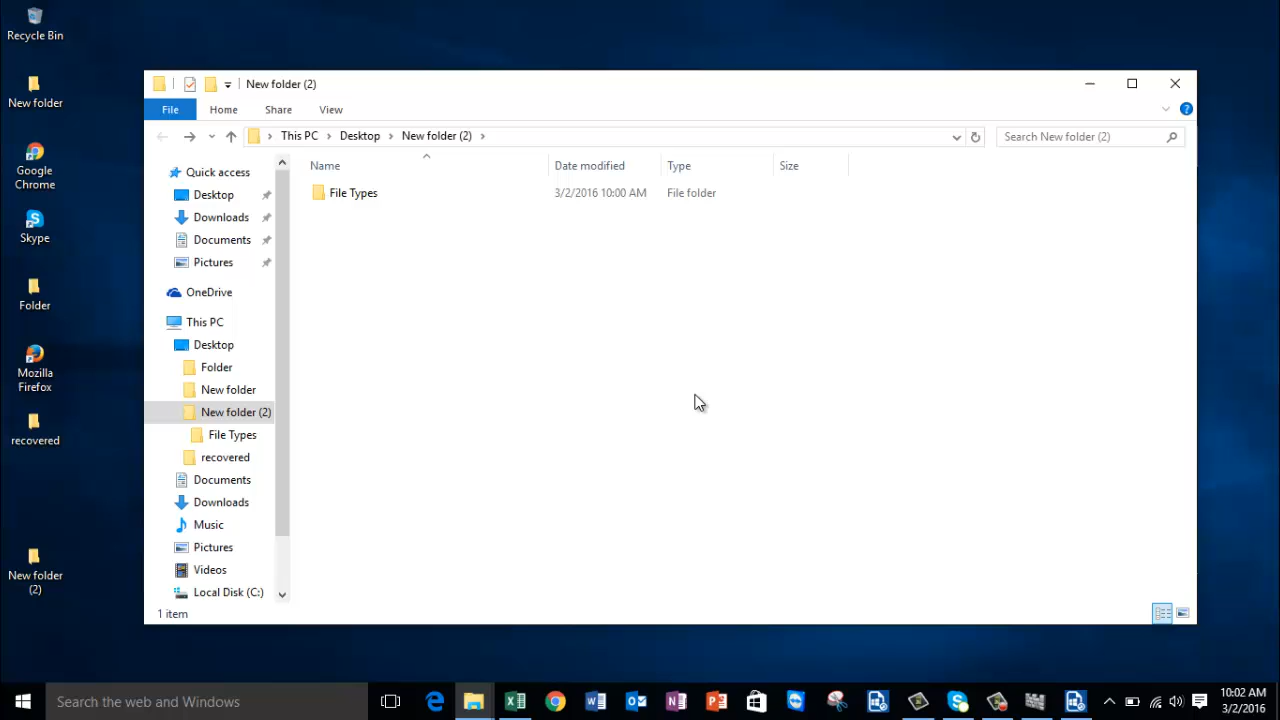 Recycle Bin
New folder
Google
Chrome
Skype
Folder
Mozilla
Firefox
recovered
New folder
(2)
New folder (2)
File Home Share View
This PC Desktop New folder (2)
Search New folder (2)
Name Date modified Type Size
File Types 3/2/2016 10:00 AM File folder
Quick access
Desktop
Downloads
Documents
Pictures
OneDrive
This PC
Desktop
Folder
New folder
New folder (2)
File Types
recovered
Documents
Downloads
Music
Pictures
Videos
Local Disk (C:)
1 item
Search the web and Windows
10:02 AM
3/2/2016